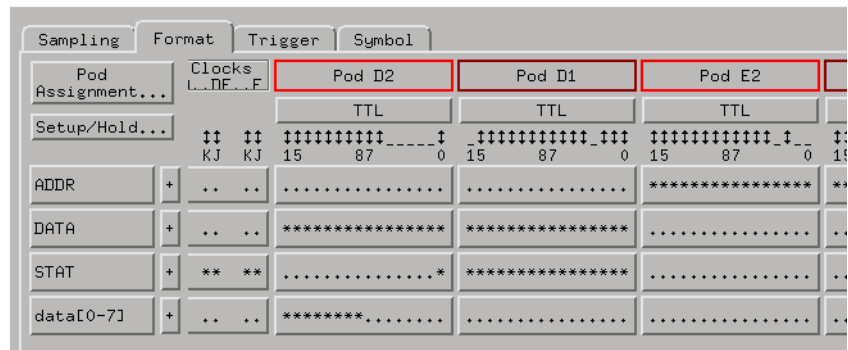 Sampling Format Trigger Symbol
Pod Assignment... Clocks Pod D2 Pod D1 Pod E2
TTL TTL TTL
Setup/Hold...
KJ KJ 15 87 0 15 87 0 15 87 0 15
ADDR + .. .. ................ ................ **************** **
DATA + .. .. **************** **************** ................ ..
STAT + ** ** ...............* **************** ................ ..
data[0-7] + .. .. ********........ ................ ................ ..